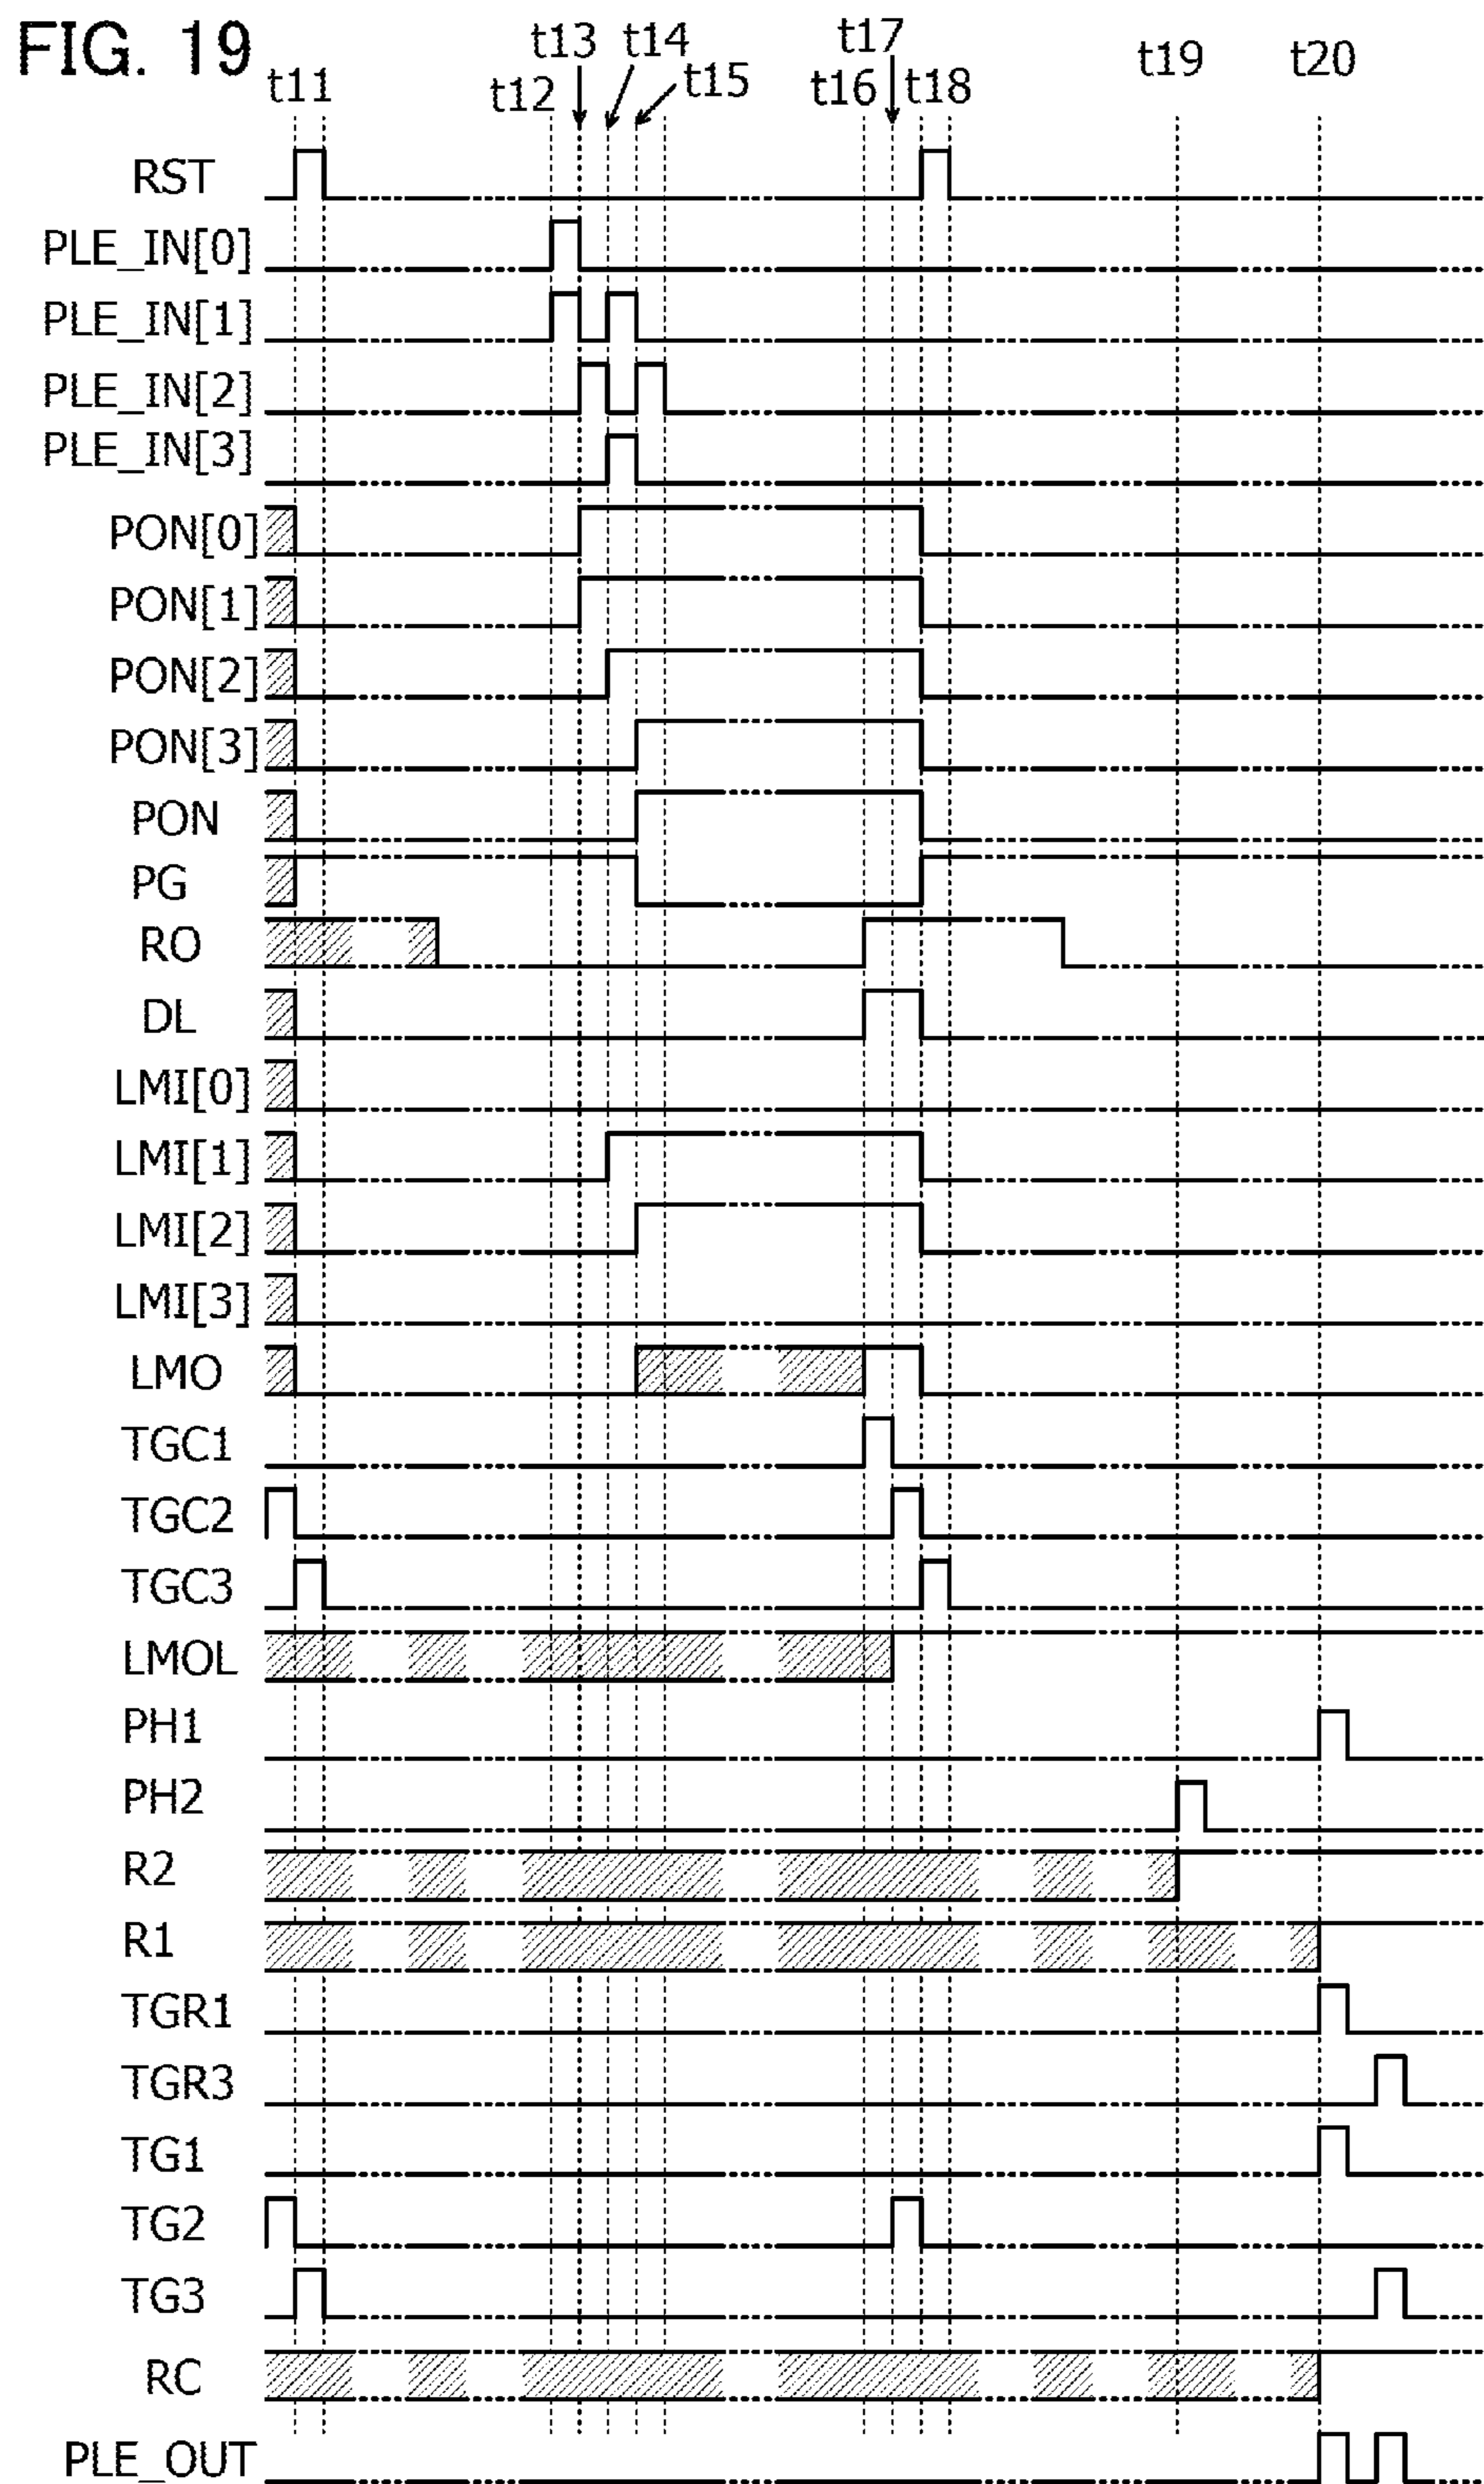 FIG. 19
t11
t12
t13
t14
t15
t16
t17
t18
t19
t20
RST
PLE_IN[0]
PLE_IN[1]
PLE_IN[2]
PLE_IN[3]
PON[0]
PON[1]
PON[2]
PON[3]
PON
PG
RO
DL
LMI[0]
LMI[1]
LMI[2]
LMI[3]
LMO
TGC1
TGC2
TGC3
LMOL
PH1
PH2
R2
R1
TGR1
TGR3
TG1
TG2
TG3
RC
PLE_OUT